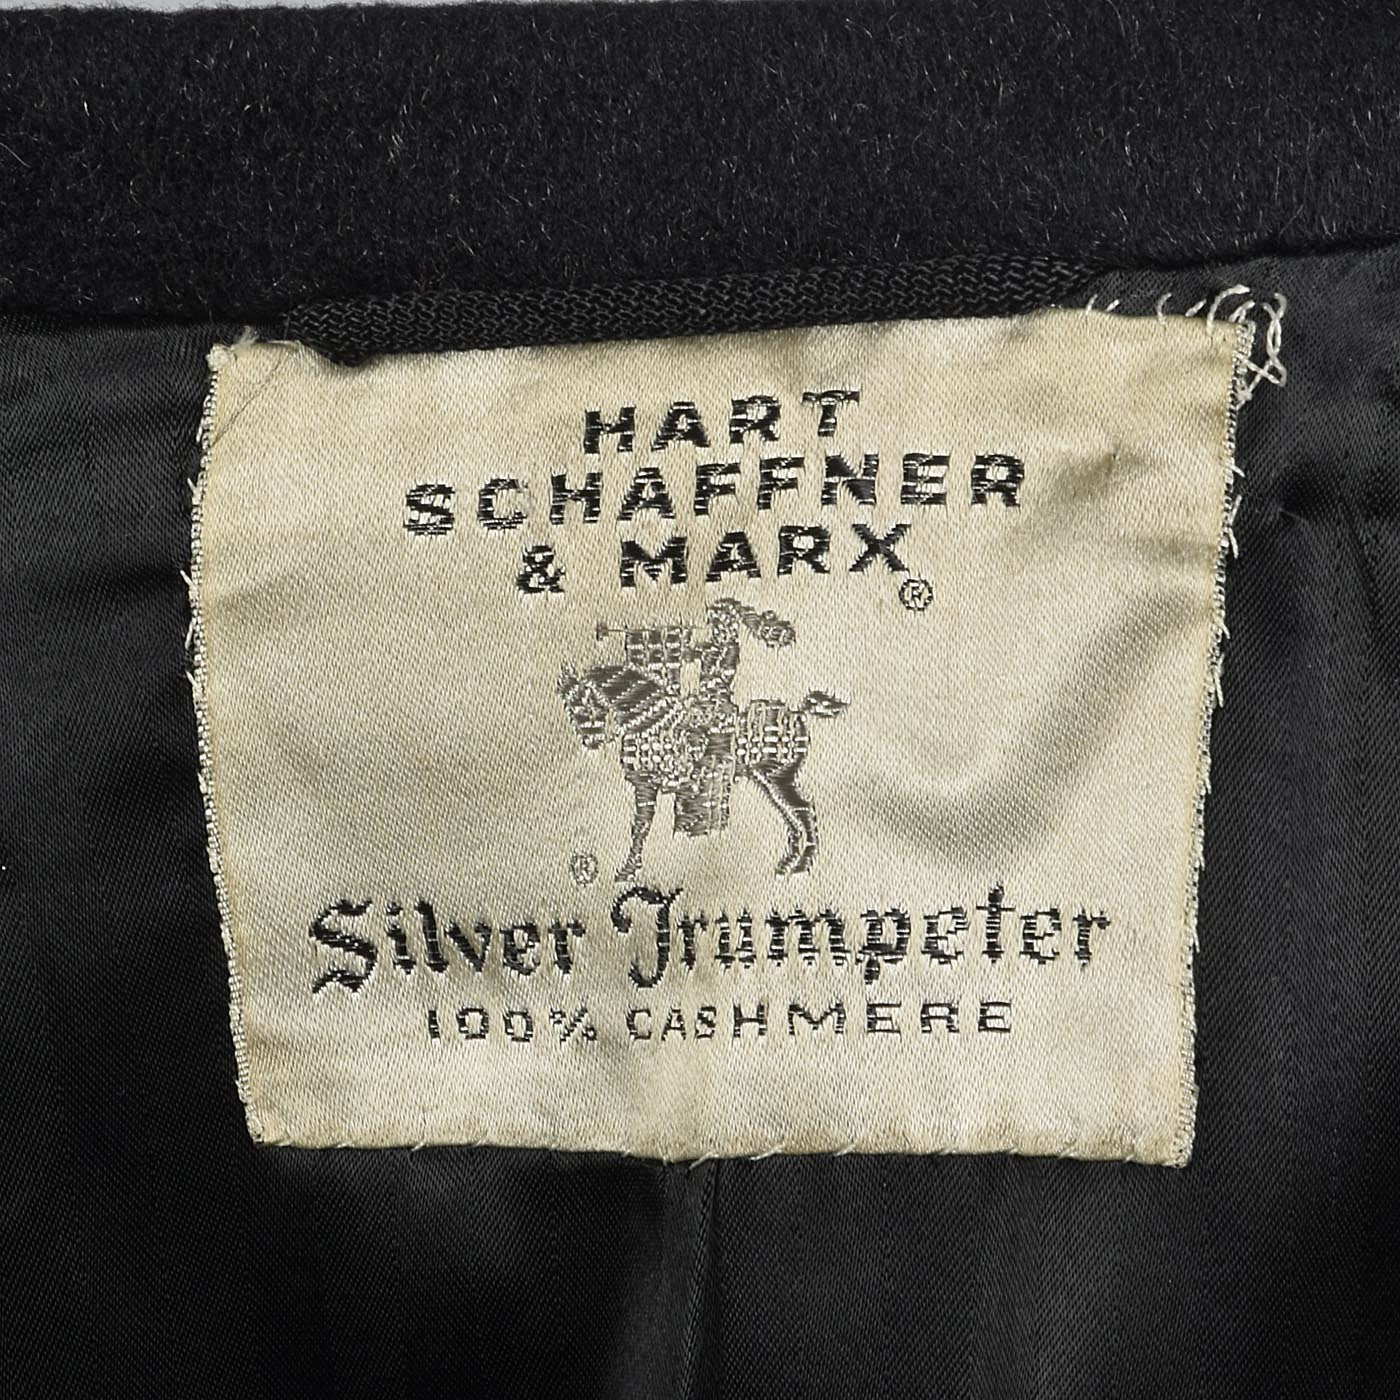 HART
SCHAFFNER
& MARX®
®
Silver Trumpeter
100% CASHMERE